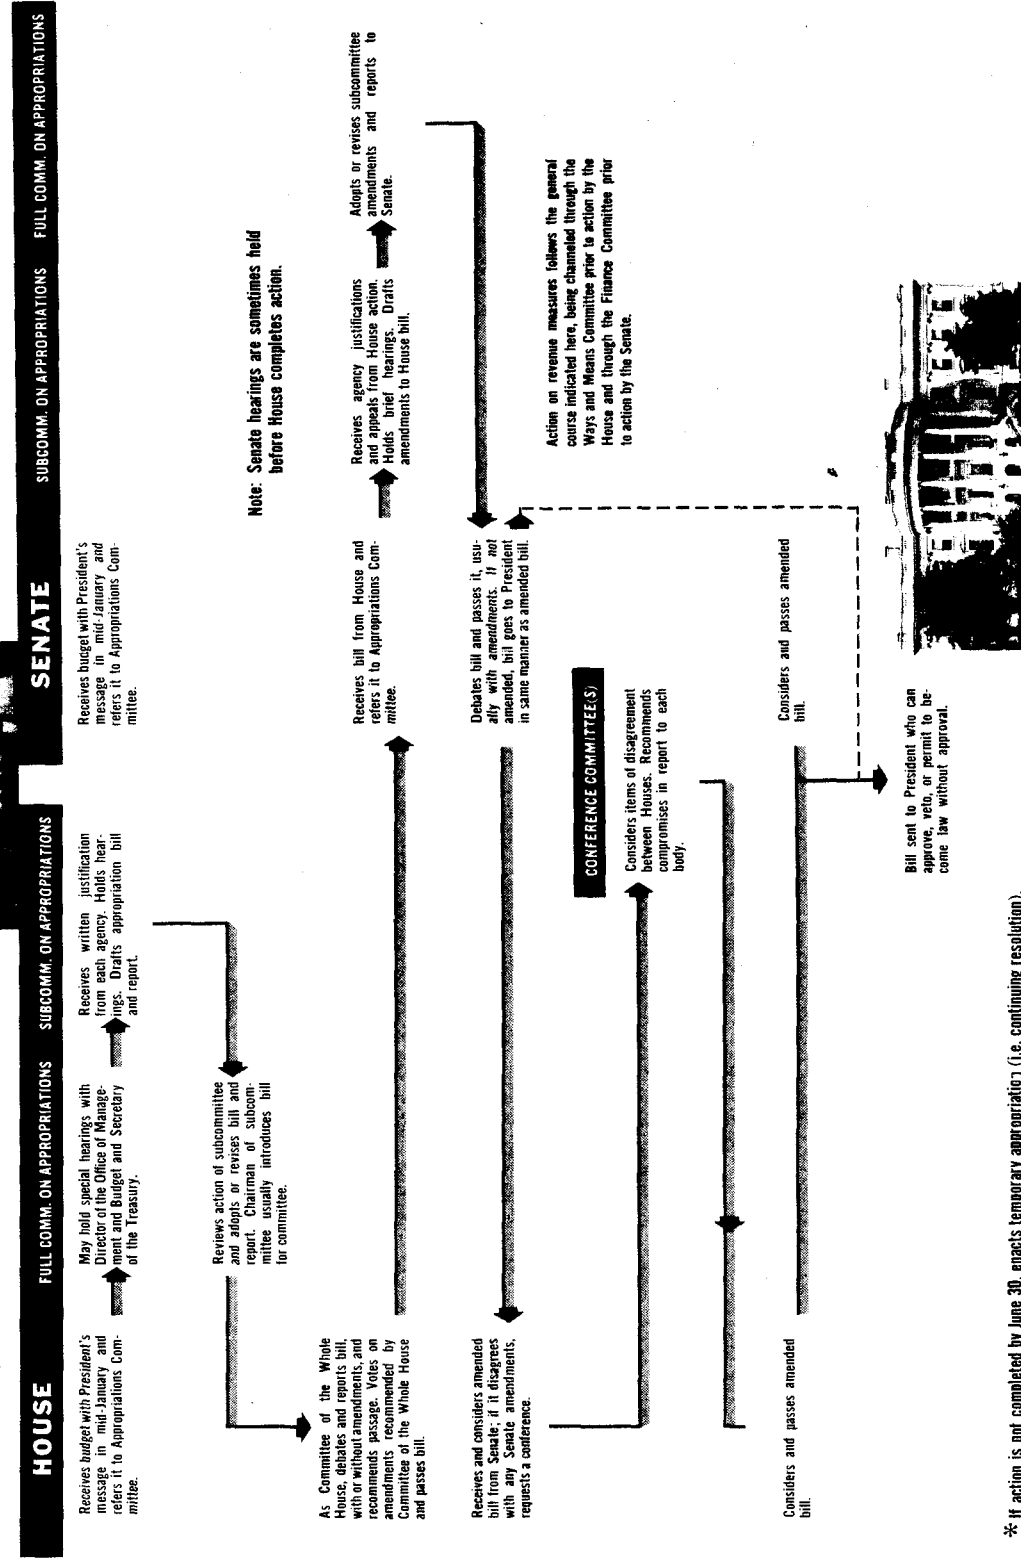 HOUSE
FULL COMM. ON APPROPRIATIONS
SUBCOMM. ON APPROPRIATIONS
SENATE
SUBCOMM. ON APPROPRIATIONS
FULL COMM. ON APPROPRIATIONS
Receives budget with President's
message in mid-January and
refers it to Appropriations Com-
mittee.
May hold special hearings with
Director of the Office of Manage-
ment and Budget and Secretary
of the Treasury.
Receives written justification
from each agency. Holds hear-
ings. Drafts appropriation bill
and report.
Receives budget with President's
message in mid-January and
refers it to Appropriations Com-
mittee.
Reviews action of subcommittee
and adopts or revises bill and
report. Chairman of subcom-
mittee usually introduces bill
for committee.
Note: Senate hearings are sometimes held
before House completes action.
As Committee of the Whole
House, debates and reports bill,
with or without amendments, and
recommends passage. Votes on
amendments recommended by
Committee of the Whole House
and passes bill.
Receives bill from House and
refers it to Appropriations Com-
mittee.
Receives agency justifications
and appeals from House action.
Holds brief hearings. Drafts
amendments to House bill.
Adopts or revises subcommittee
amendments and reports to
Senate.
Receives and considers amended
bill from Senate; if it disagrees
with any Senate amendments,
requests a conference.
Debates bill and passes it, usu-
ally with amendments. If not
amended, bill goes to President
in same manner as amended bill.
Action on revenue measures follows the general
course indicated here, being channeled through the
Ways and Means Committee prior to action by the
House and through the Finance Committee prior
to action by the Senate.
CONFERENCE COMMITTEE(S)
Considers items of disagreement
between Houses. Recommends
compromises in report to each
body.
Considers and passes amended
bill.
Considers and passes amended
bill.
Bill sent to President who can
approve, veto, or permit to be-
come law without approval.
* If action is not completed by June 30, enacts temporary appropriation (i.e. continuing resolution).